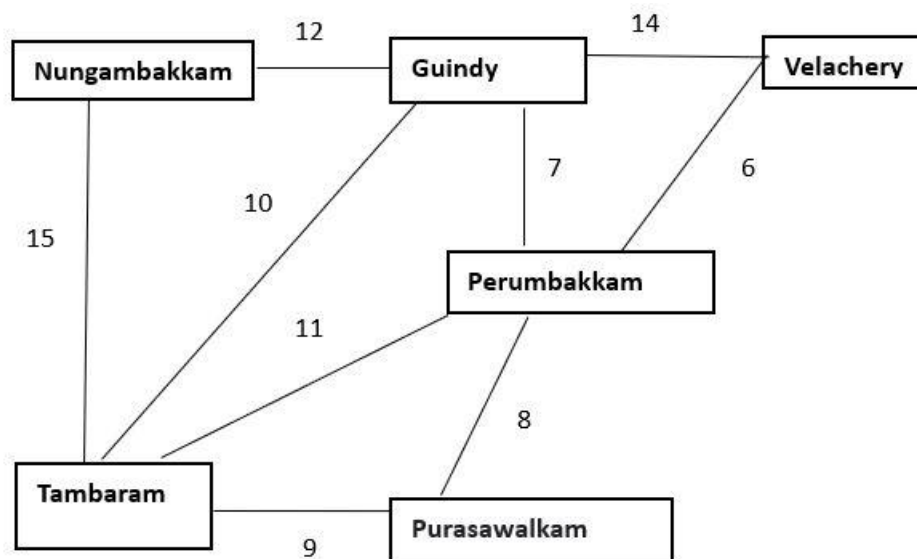 12
14
Nungambakkam
Guindy
Velachery
7
6
10
15
Perumbakkam
11
8
Tambaram
Purasawalkam
9